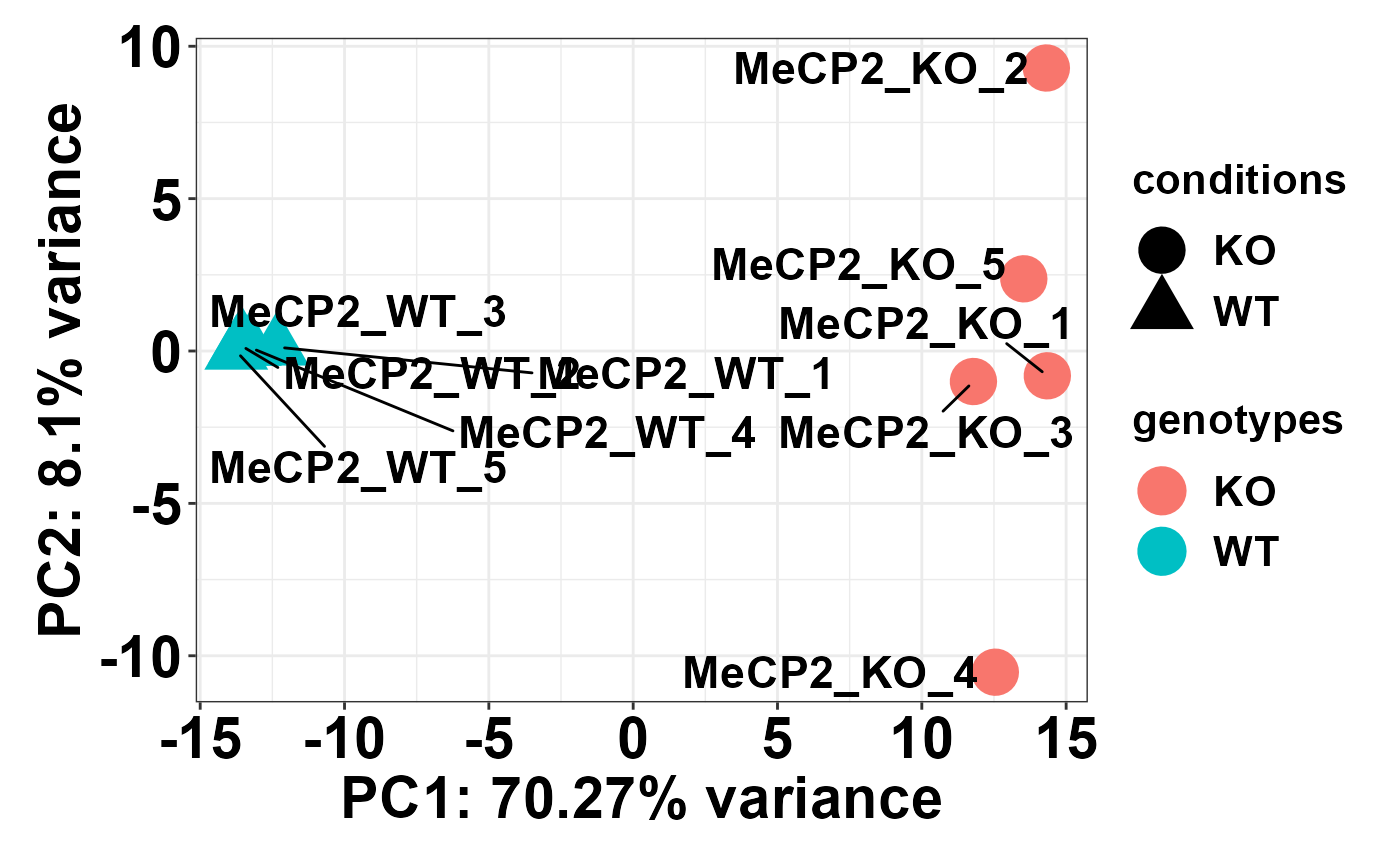 PC2: 8.1% variance
10
5
0
-5
-10
MeCP2_KO_2
MeCP2_KO_5
MeCP2_KO_1
MeCP2_WT_3
MeCP2_WT_2
MeCP2_WT_1
MeCP2_WT_4
MeCP2_KO_3
MeCP2_WT_5
MeCP2_KO_4
-15 -10 -5 0 5 10 15
PC1: 70.27% variance
conditions
KO
WT
genotypes
KO
WT